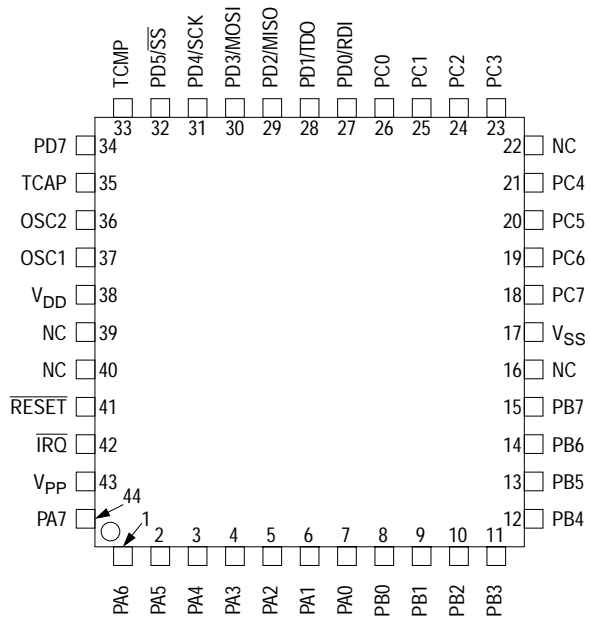 TCMP PD5/S̅S̅ PD4/SCK PD3/MOSI PD2/MISO PD1/TDO PD0/RDI PC0 PC1 PC2 PC3
33 32 31 30 29 28 27 26 25 24 23
PD7 34 22 NC
TCAP 35 21 PC4
OSC2 36 20 PC5
OSC1 37 19 PC6
VDD 38 18 PC7
NC 39 17 VSS
NC 40 16 NC
R̅E̅S̅E̅T̅ 41 15 PB7
I̅R̅Q̅ 42 14 PB6
VPP 43 13 PB5
PA7 44 12 PB4
1 2 3 4 5 6 7 8 9 10 11
PA6 PA5 PA4 PA3 PA2 PA1 PA0 PB0 PB1 PB2 PB3